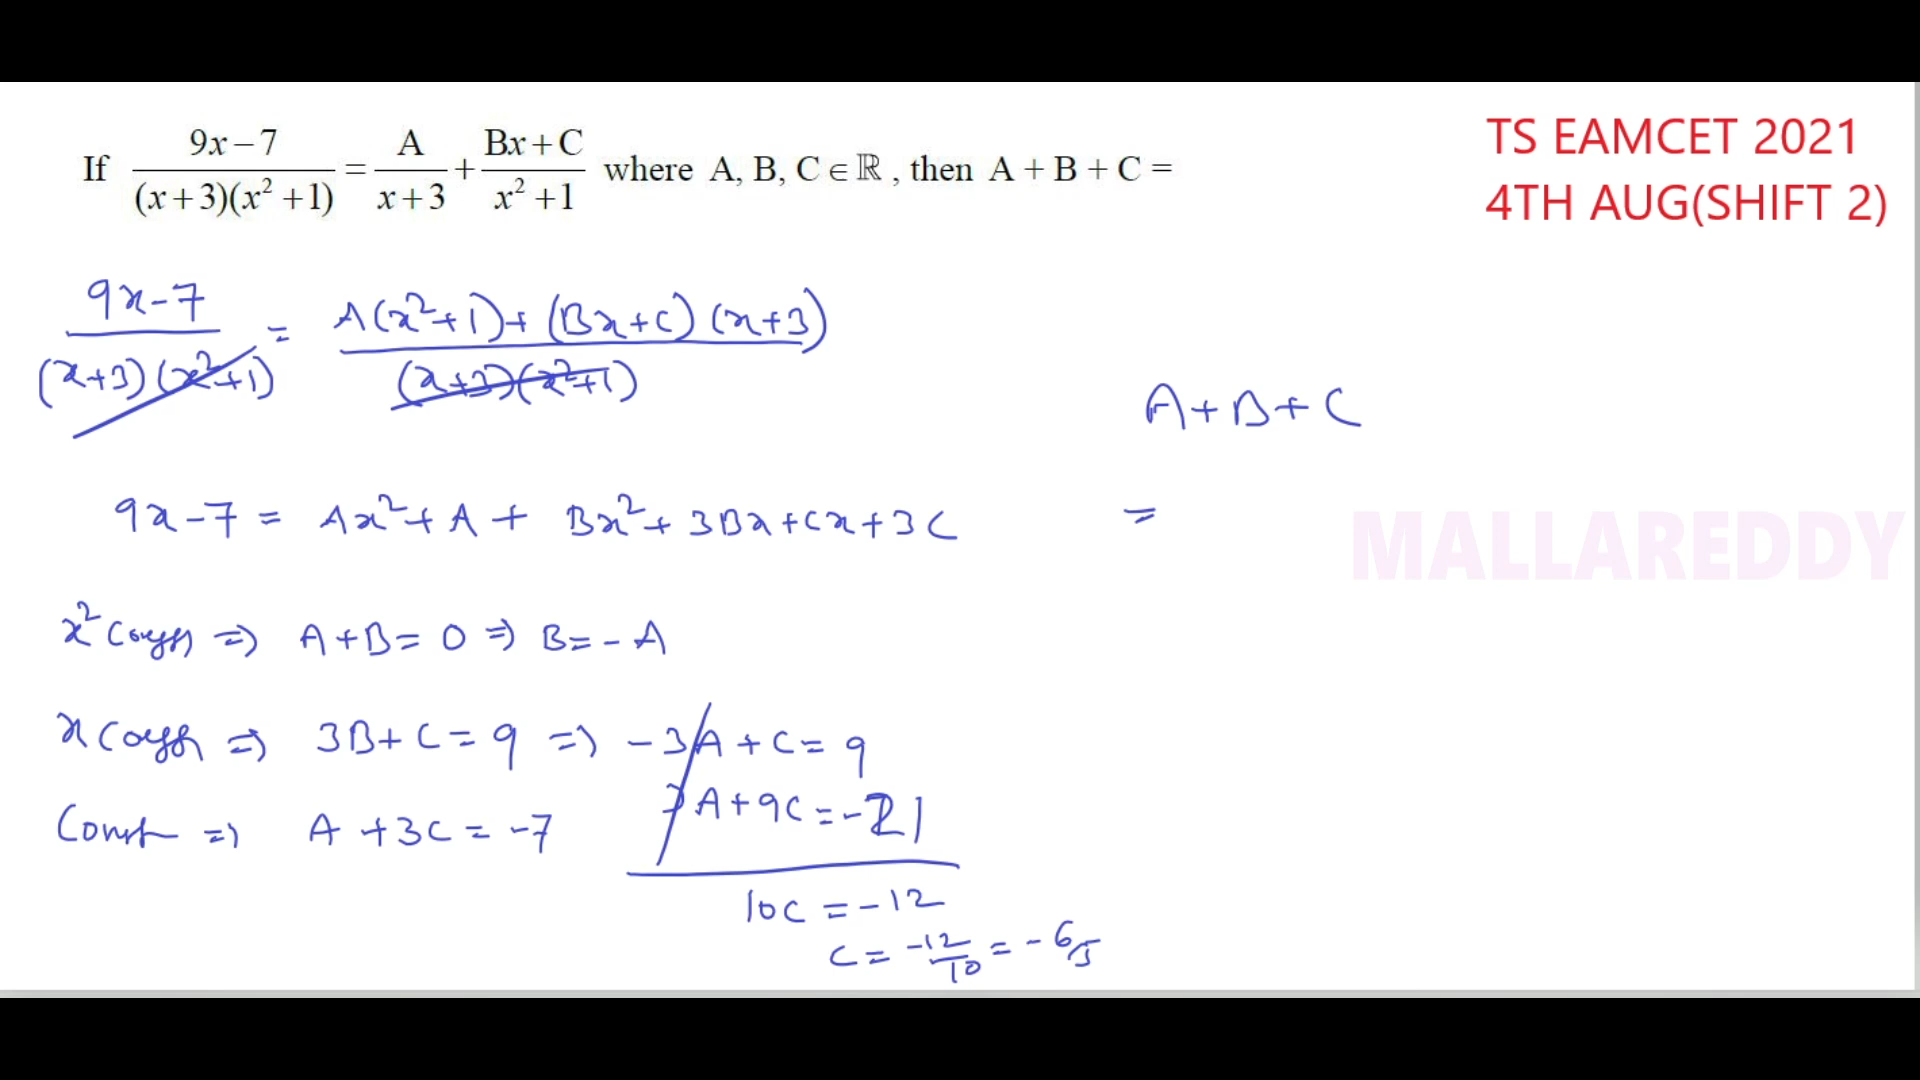 If (9x − 7)/((x + 3)(x² + 1)) = A/(x + 3) + (Bx + C)/(x² + 1) where A, B, C ∈ ℝ , then A + B + C =
TS EAMCET 2021
4TH AUG(SHIFT 2)
(9x-7)/((x+3)(x²+1)) = (A(x²+1)+(Bx+C)(x+3))/((x+3)(x²+1))
A+B+C
9x-7 = Ax²+A+ Bx²+3Bx+Cx+3C
=
MALLAREDDY
x² Coeff ⇒ A+B=0 ⇒ B=-A
x Coeff ⇒ 3B+C=9 ⇒ -3A+C=9
Const ⇒ A+3C=-7
3A+9C=-21
10C=-12
C = -12/10 = -6/5